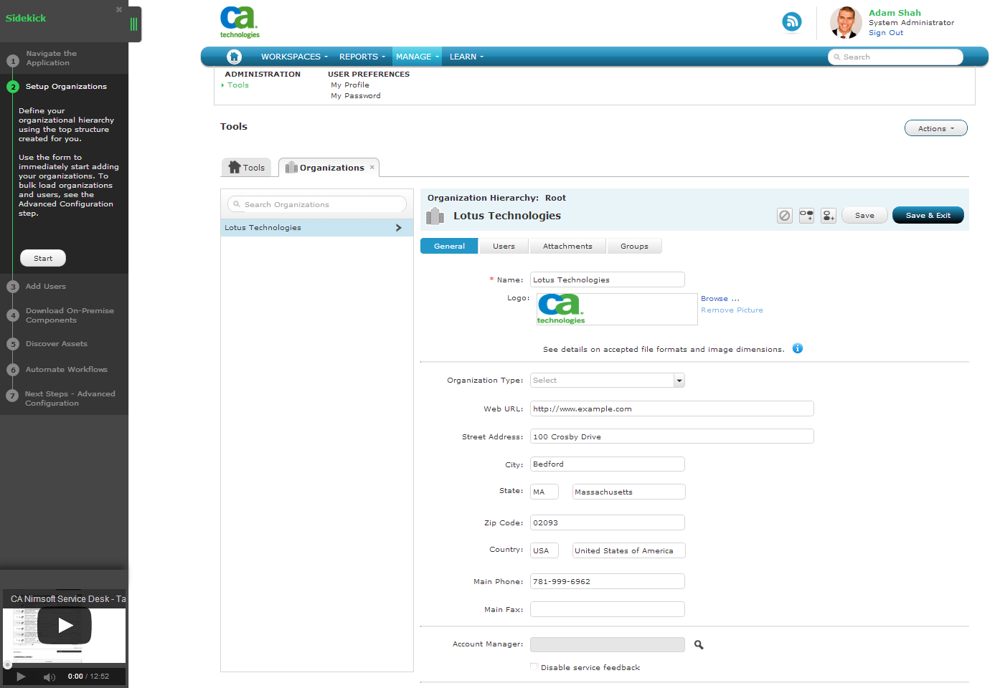 Sidekick
1
Navigate the
Application
2
Setup Organizations
Define your
organizational hierarchy
using the top structure
created for you.
Use the form to
immediately start adding
your organizations. To
bulk load organizations
and users, see the
Advanced Configuration
step.
Start
3
Add Users
4
Download On-Premise
Components
5
Discover Assets
6
Automate Workflows
7
Next Steps - Advanced
Configuration
CA Nimsoft Service Desk - Ta
0:00 / 12:52
ca
technologies
Adam Shah
System Administrator
Sign Out
WORKSPACES REPORTS MANAGE LEARN
Search
ADMINISTRATION
Tools
USER PREFERENCES
My Profile
My Password
Tools
Actions
Tools
Organizations
Search Organizations
Lotus Technologies
Organization Hierarchy: Root
Lotus Technologies
Save
Save & Exit
General
Users
Attachments
Groups
* Name: Lotus Technologies
Logo:
ca
technologies
Browse ...
Remove Picture
See details on accepted file formats and image dimensions.
Organization Type: Select
Web URL: http://www.example.com
Street Address: 100 Crosby Drive
City: Bedford
State: MA Massachusetts
Zip Code: 02093
Country: USA United States of America
Main Phone: 781-999-6962
Main Fax:
Account Manager:
Disable service feedback